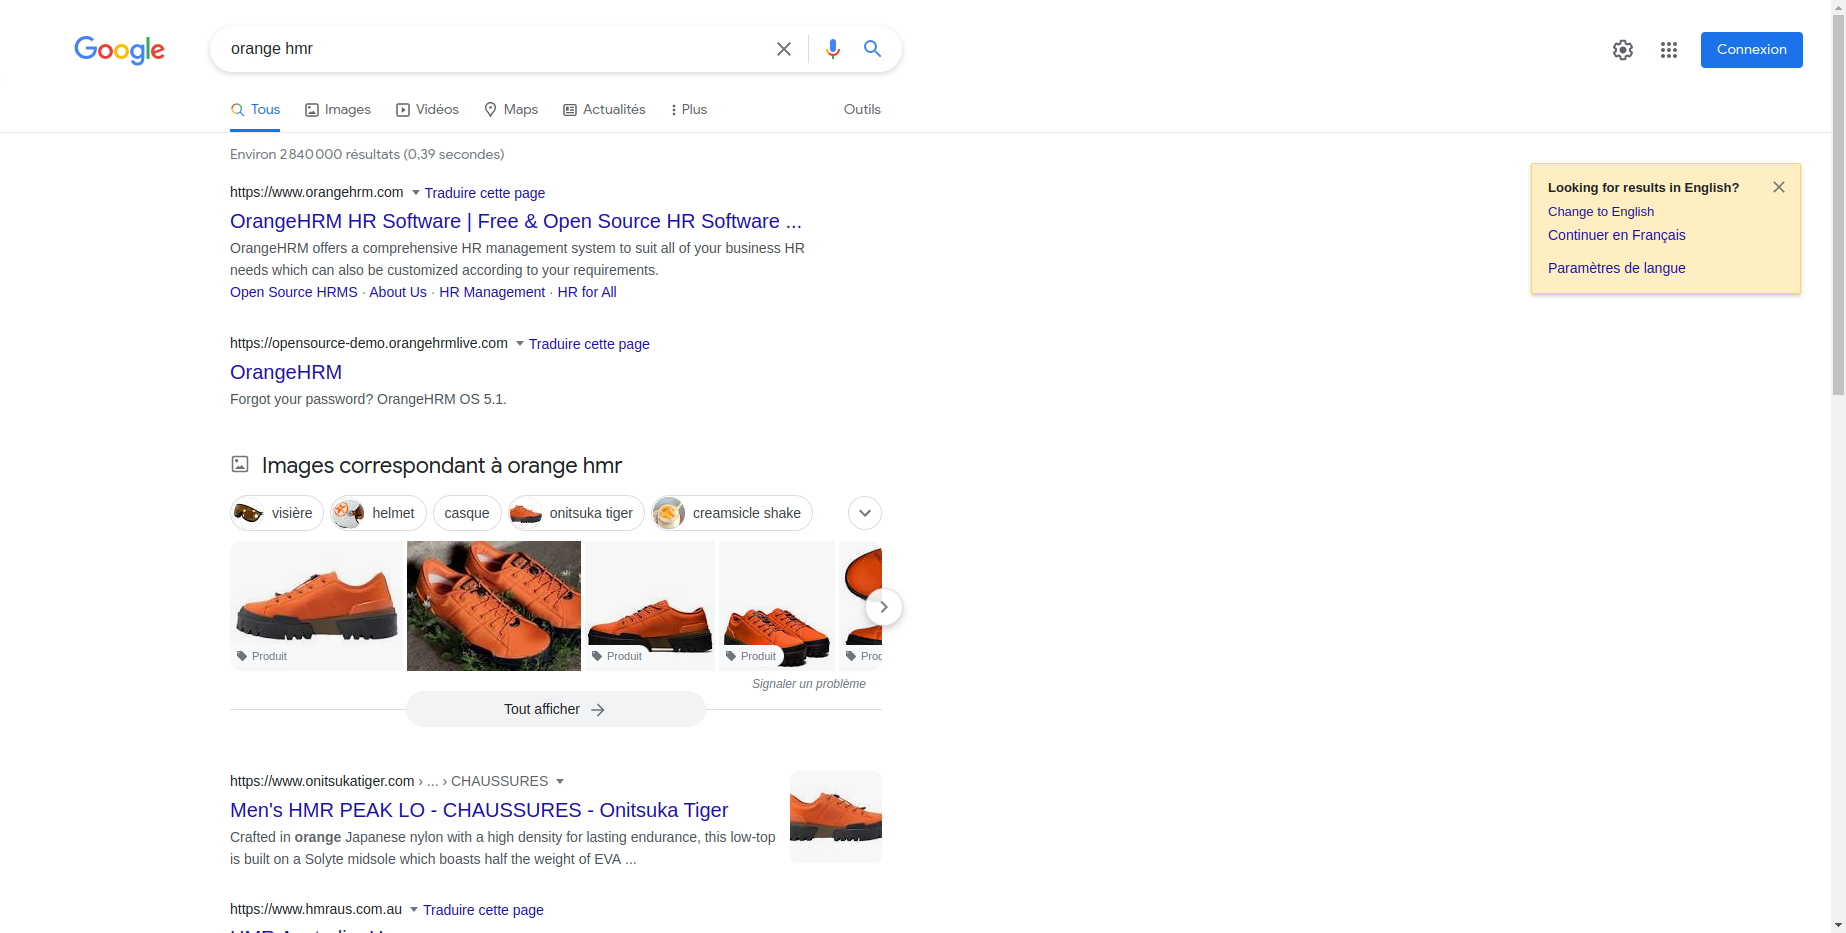 Google
orange hmr
Connexion
Tous
Images
Vidéos
Maps
Actualités
Plus
Outils
Environ 2 840 000 résultats (0,39 secondes)
https://www.orangehrm.com
Traduire cette page
OrangeHRM HR Software | Free & Open Source HR Software ...
OrangeHRM offers a comprehensive HR management system to suit all of your business HR
needs which can also be customized according to your requirements.
Open Source HRMS · About Us · HR Management · HR for All
Looking for results in English?
Change to English
Continuer en Français
Paramètres de langue
https://opensource-demo.orangehrmlive.com
Traduire cette page
OrangeHRM
Forgot your password? OrangeHRM OS 5.1.
Images correspondant à orange hmr
visière
helmet
casque
onitsuka tiger
creamsicle shake
Produit
Produit
Produit
Proc
Signaler un problème
Tout afficher
https://www.onitsukatiger.com › ... › CHAUSSURES
Men's HMR PEAK LO - CHAUSSURES - Onitsuka Tiger
Crafted in orange Japanese nylon with a high density for lasting endurance, this low-top
is built on a Solyte midsole which boasts half the weight of EVA ...
https://www.hmraus.com.au
Traduire cette page